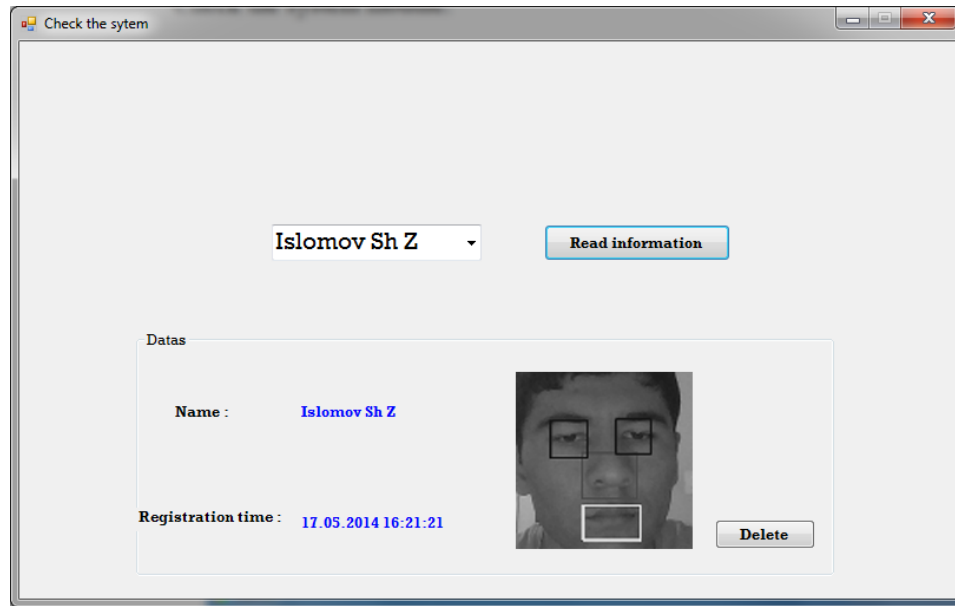 Check the sytem
Islomov Sh Z
Read information
Datas
Name :
Islomov Sh Z
Registration time :
17.05.2014 16:21:21
Delete